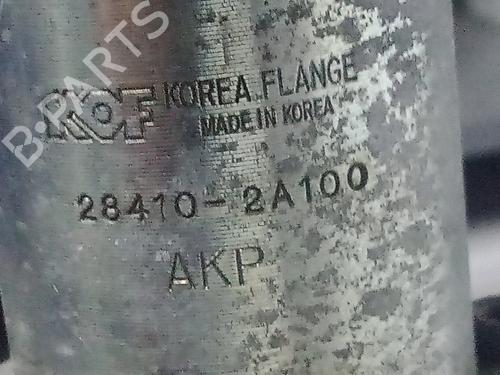 B·PARTS
KCF KOREA FLANGE
MADE IN KOREA
28410-2A100
AKP